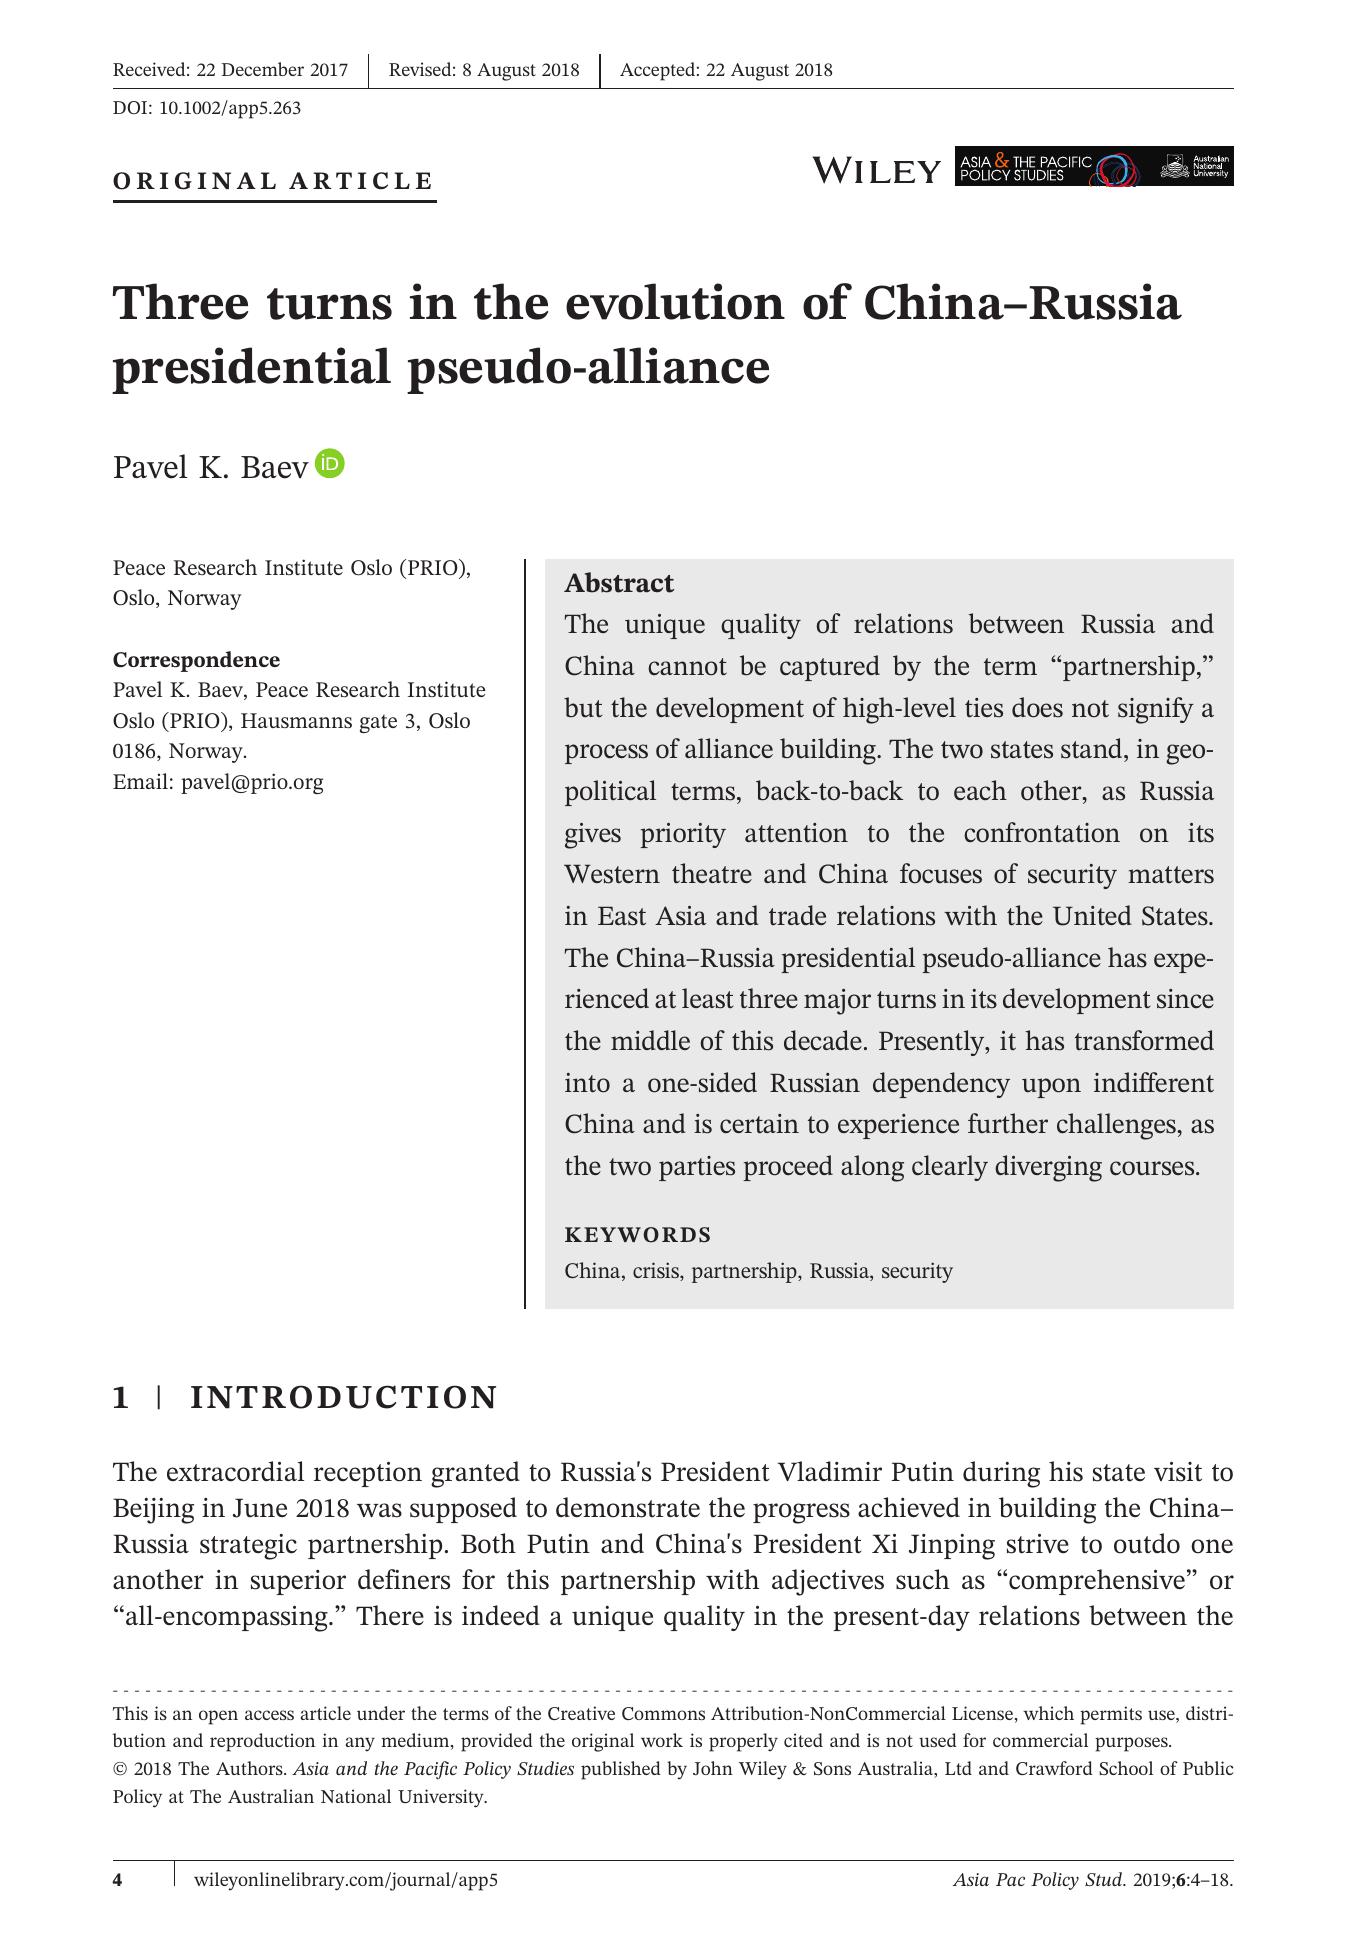 Received: 22 December 2017 Revised: 8 August 2018 Accepted: 22 August 2018
DOI: 10.1002/app5.263
ORIGINAL ARTICLE
WILEY
ASIA & THE PACIFIC
POLICY STUDIES
Australian
National
University
Three turns in the evolution of China–Russia
presidential pseudo-alliance
Pavel K. Baev iD
Peace Research Institute Oslo (PRIO),
Oslo, Norway
Correspondence
Pavel K. Baev, Peace Research Institute
Oslo (PRIO), Hausmanns gate 3, Oslo
0186, Norway.
Email: pavel@prio.org
Abstract
The unique quality of relations between Russia and
China cannot be captured by the term “partnership,”
but the development of high-level ties does not signify a
process of alliance building. The two states stand, in geo-
political terms, back-to-back to each other, as Russia
gives priority attention to the confrontation on its
Western theatre and China focuses of security matters
in East Asia and trade relations with the United States.
The China–Russia presidential pseudo-alliance has expe-
rienced at least three major turns in its development since
the middle of this decade. Presently, it has transformed
into a one-sided Russian dependency upon indifferent
China and is certain to experience further challenges, as
the two parties proceed along clearly diverging courses.
KEYWORDS
China, crisis, partnership, Russia, security
1 | INTRODUCTION
The extracordial reception granted to Russia's President Vladimir Putin during his state visit to
Beijing in June 2018 was supposed to demonstrate the progress achieved in building the China–
Russia strategic partnership. Both Putin and China's President Xi Jinping strive to outdo one
another in superior definers for this partnership with adjectives such as “comprehensive” or
“all-encompassing.” There is indeed a unique quality in the present-day relations between the
This is an open access article under the terms of the Creative Commons Attribution-NonCommercial License, which permits use, distri-
bution and reproduction in any medium, provided the original work is properly cited and is not used for commercial purposes.
© 2018 The Authors. Asia and the Pacific Policy Studies published by John Wiley & Sons Australia, Ltd and Crawford School of Public
Policy at The Australian National University.
4 wileyonlinelibrary.com/journal/app5 Asia Pac Policy Stud. 2019;6:4–18.